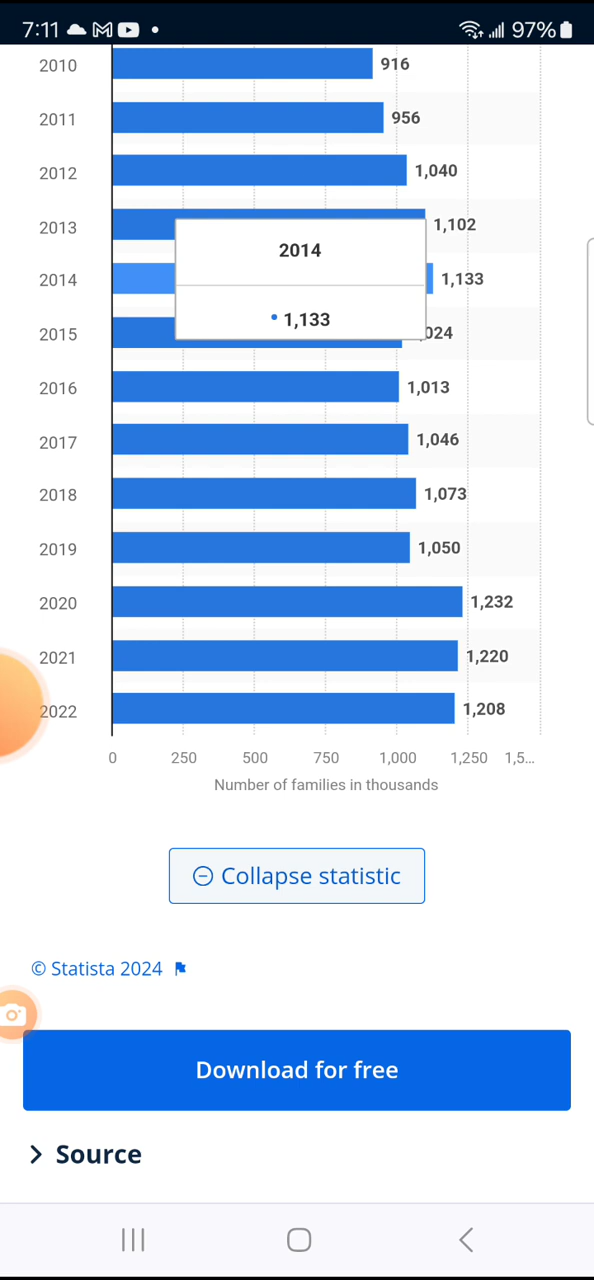 7:11 97%
2010 916
2011 956
2012 1,040
2013 1,102
2014
2014 1,133
1,133
2015 024
2016 1,013
2017 1,046
2018 1,073
2019 1,050
2020 1,232
2021 1,220
2022 1,208
0 250 500 750 1,000 1,250 1,5...
Number of families in thousands
Collapse statistic
© Statista 2024
Download for free
Source